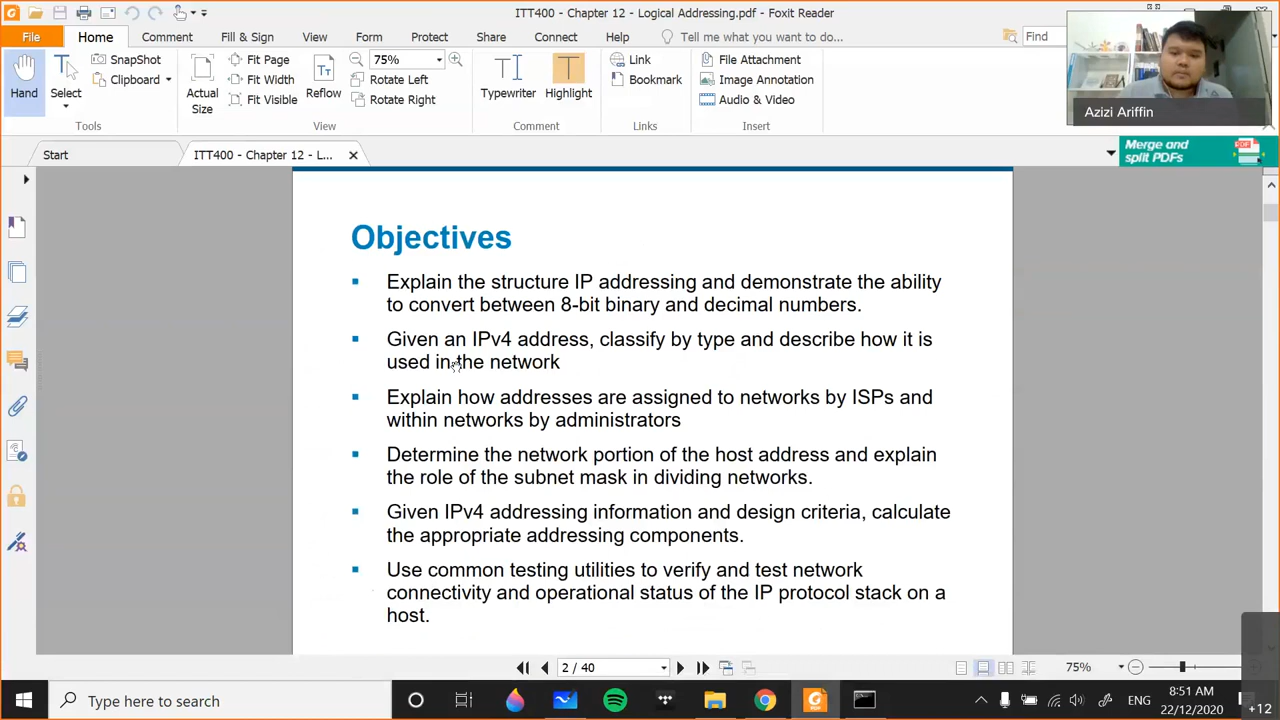 ITT400 - Chapter 12 - Logical Addressing.pdf - Foxit Reader
File Home Comment Fill & Sign View Form Protect Share Connect Help Tell me what you want to do... Find
Hand
Select
SnapShot
Clipboard
Tools
Actual
Size
Fit Page
Fit Width
Fit Visible
Reflow
75%
Rotate Left
Rotate Right
View
Typewriter
Highlight
Comment
Link
Bookmark
Links
File Attachment
Image Annotation
Audio & Video
Insert
Azizi Ariffin
Start
ITT400 - Chapter 12 - L...
Merge and
split PDFs
Objectives
Explain the structure IP addressing and demonstrate the ability
to convert between 8-bit binary and decimal numbers.
Given an IPv4 address, classify by type and describe how it is
used in the network
Explain how addresses are assigned to networks by ISPs and
within networks by administrators
Determine the network portion of the host address and explain
the role of the subnet mask in dividing networks.
Given IPv4 addressing information and design criteria, calculate
the appropriate addressing components.
Use common testing utilities to verify and test network
connectivity and operational status of the IP protocol stack on a
host.
2 / 40
75%
Type here to search
ENG
8:51 AM
22/12/2020
+12